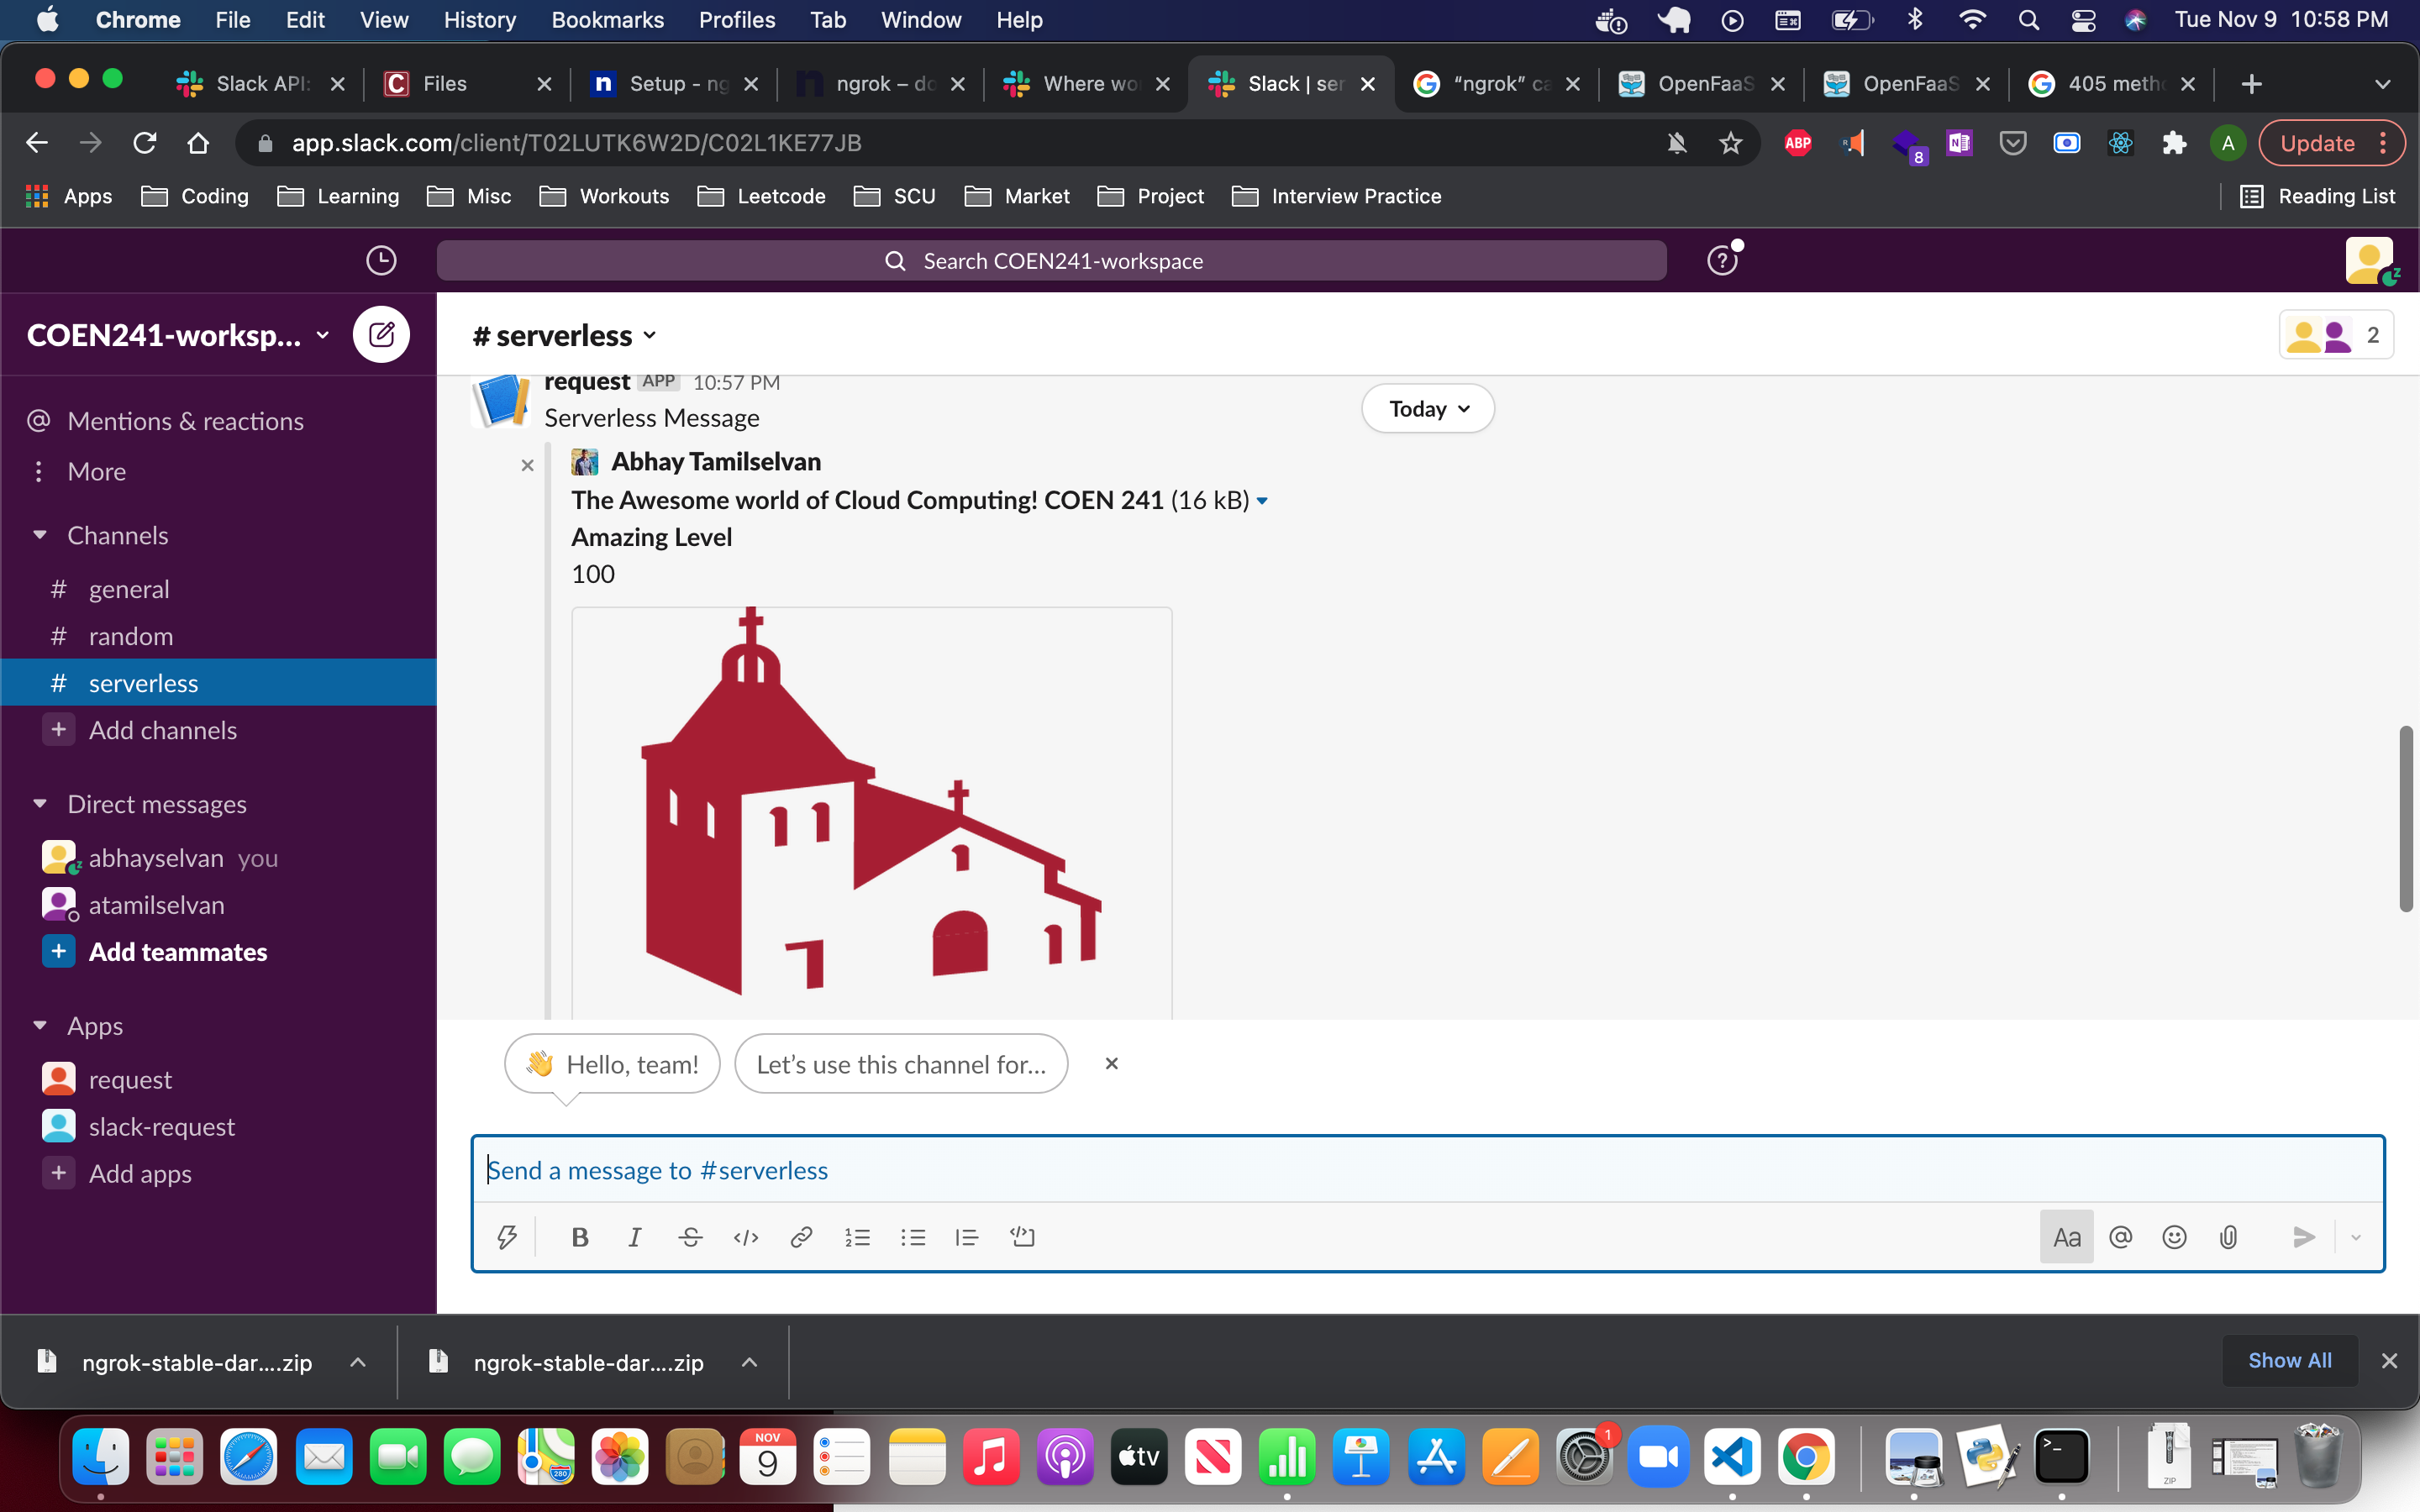 Chrome File Edit View History Bookmarks Profiles Tab Window Help Tue Nov 9 10:58 PM
Slack API: Files Setup - ng ngrok – do Where wo Slack | ser “ngrok” ca OpenFaaS OpenFaaS 405 meth
app.slack.com/client/T02LUTK6W2D/C02L1KE77JB ABP 8 A Update
Apps Coding Learning Misc Workouts Leetcode SCU Market Project Interview Practice Reading List
Search COEN241-workspace
COEN241-worksp...
# serverless
2
Mentions & reactions
More
Channels
# general
# random
# serverless
+ Add channels
Direct messages
abhayselvan you
atamilselvan
+ Add teammates
Apps
request
slack-request
+ Add apps
request APP 10:57 PM
Today
Serverless Message
Abhay Tamilselvan
The Awesome world of Cloud Computing! COEN 241 (16 kB)
Amazing Level
100
👋 Hello, team! Let’s use this channel for...
Send a message to #serverless
B I S </> Aa @
ngrok-stable-dar....zip ngrok-stable-dar....zip Show All
NOV
9
280
tv
1
ZIP